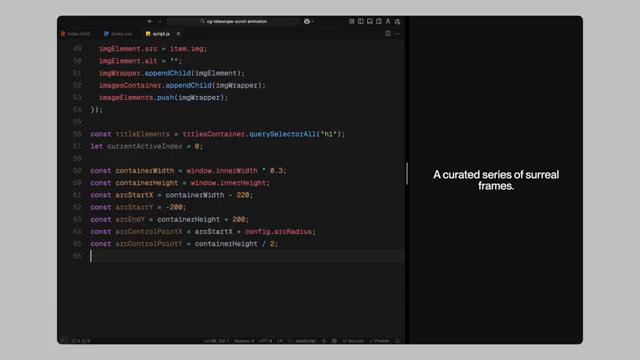 cg-telescope-scroll-animation
index.html
styles.css
script.js
49 imgElement.src = item.img;
50 imgElement.alt = "";
51 imgWrapper.appendChild(imgElement);
52 imagesContainer.appendChild(imgWrapper);
53 imageElements.push(imgWrapper);
54 });
55
56 const titleElements = titlesContainer.querySelectorAll("h1");
57 let currentActiveIndex = 0;
58
59 const containerWidth = window.innerWidth * 0.3;
60 const containerHeight = window.innerHeight;
61 const arcStartX = containerWidth - 220;
62 const arcStartY = -200;
63 const arcEndY = containerHeight + 200;
64 const arcControlPointX = arcStartX + config.arcRadius;
65 const arcControlPointY = containerHeight / 2;
66
A curated series of surreal
frames.
Ln 66, Col 1
Spaces: 4
UTF-8
LF
JavaScript
Go Live
Prettier